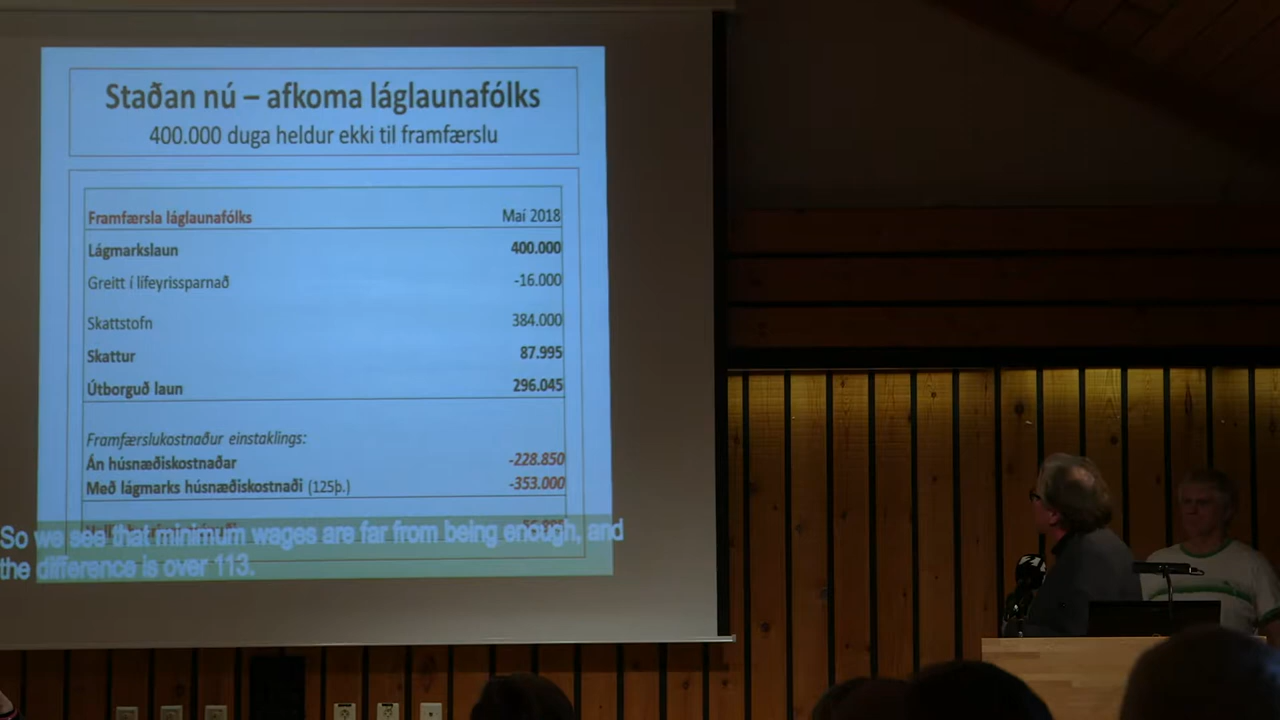 Staðan nú – afkoma láglaunafólks
400.000 duga heldur ekki til framfærslu
Framfærsla láglaunafólks Maí 2018
Lágmarkslaun 400.000
Greitt í lífeyrissparnað -16.000
Skattstofn 384.000
Skattur 87.995
Útborguð laun 296.045
Framfærslukostnaður einstaklings:
Án húsnæðiskostnaðar -228.850
Með lágmarks húsnæðiskostnaði (125þ.) -353.000
So we see that minimum wages are far from being enough, and
the difference is over 113.